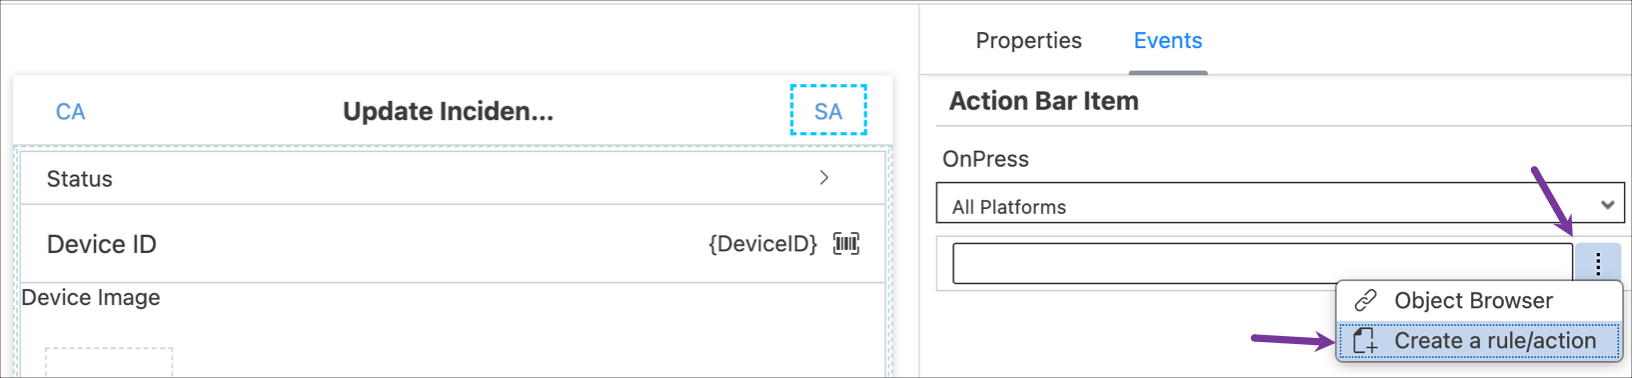 Properties
Events
CA
Update Inciden...
SA
Action Bar Item
OnPress
Status
All Platforms
Device ID
{DeviceID}
Device Image
Object Browser
Create a rule/action